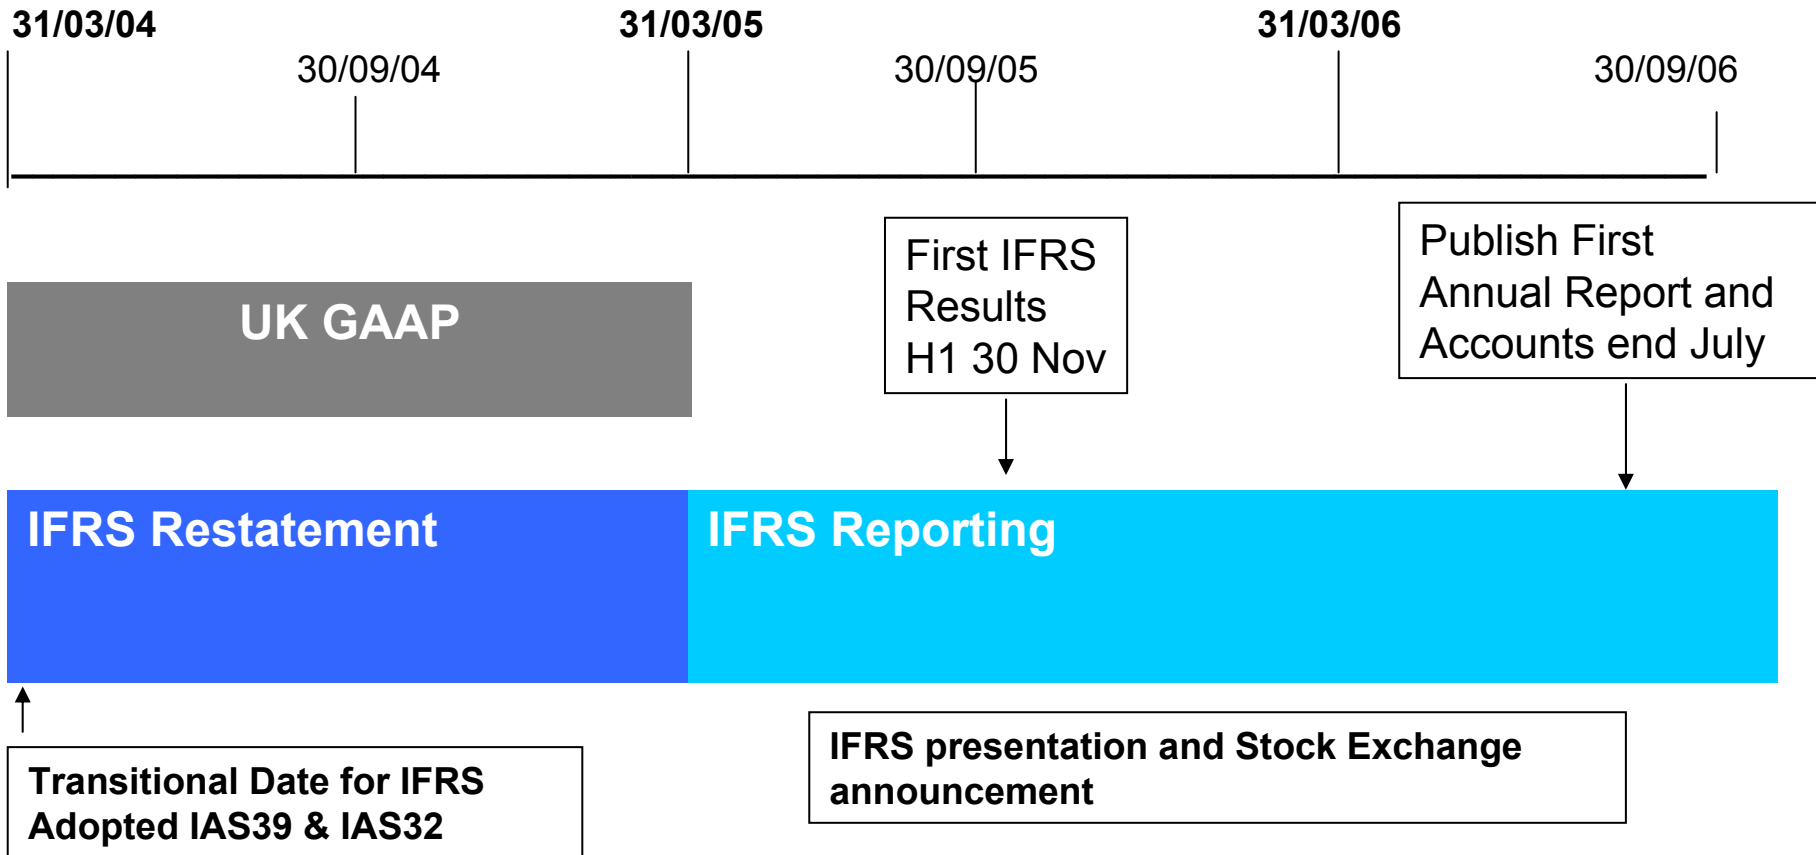 31/03/04
31/03/05
31/03/06
30/09/04
30/09/05
30/09/06
First IFRS
Results
H1 30 Nov
Publish First
Annual Report and
Accounts end July
UK GAAP
IFRS Restatement
IFRS Reporting
Transitional Date for IFRS
Adopted IAS39 & IAS32
IFRS presentation and Stock Exchange
announcement